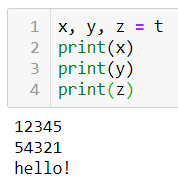 1 x, y, z = t
2 print(x)
3 print(y)
4 print(z)
12345
54321
hello!